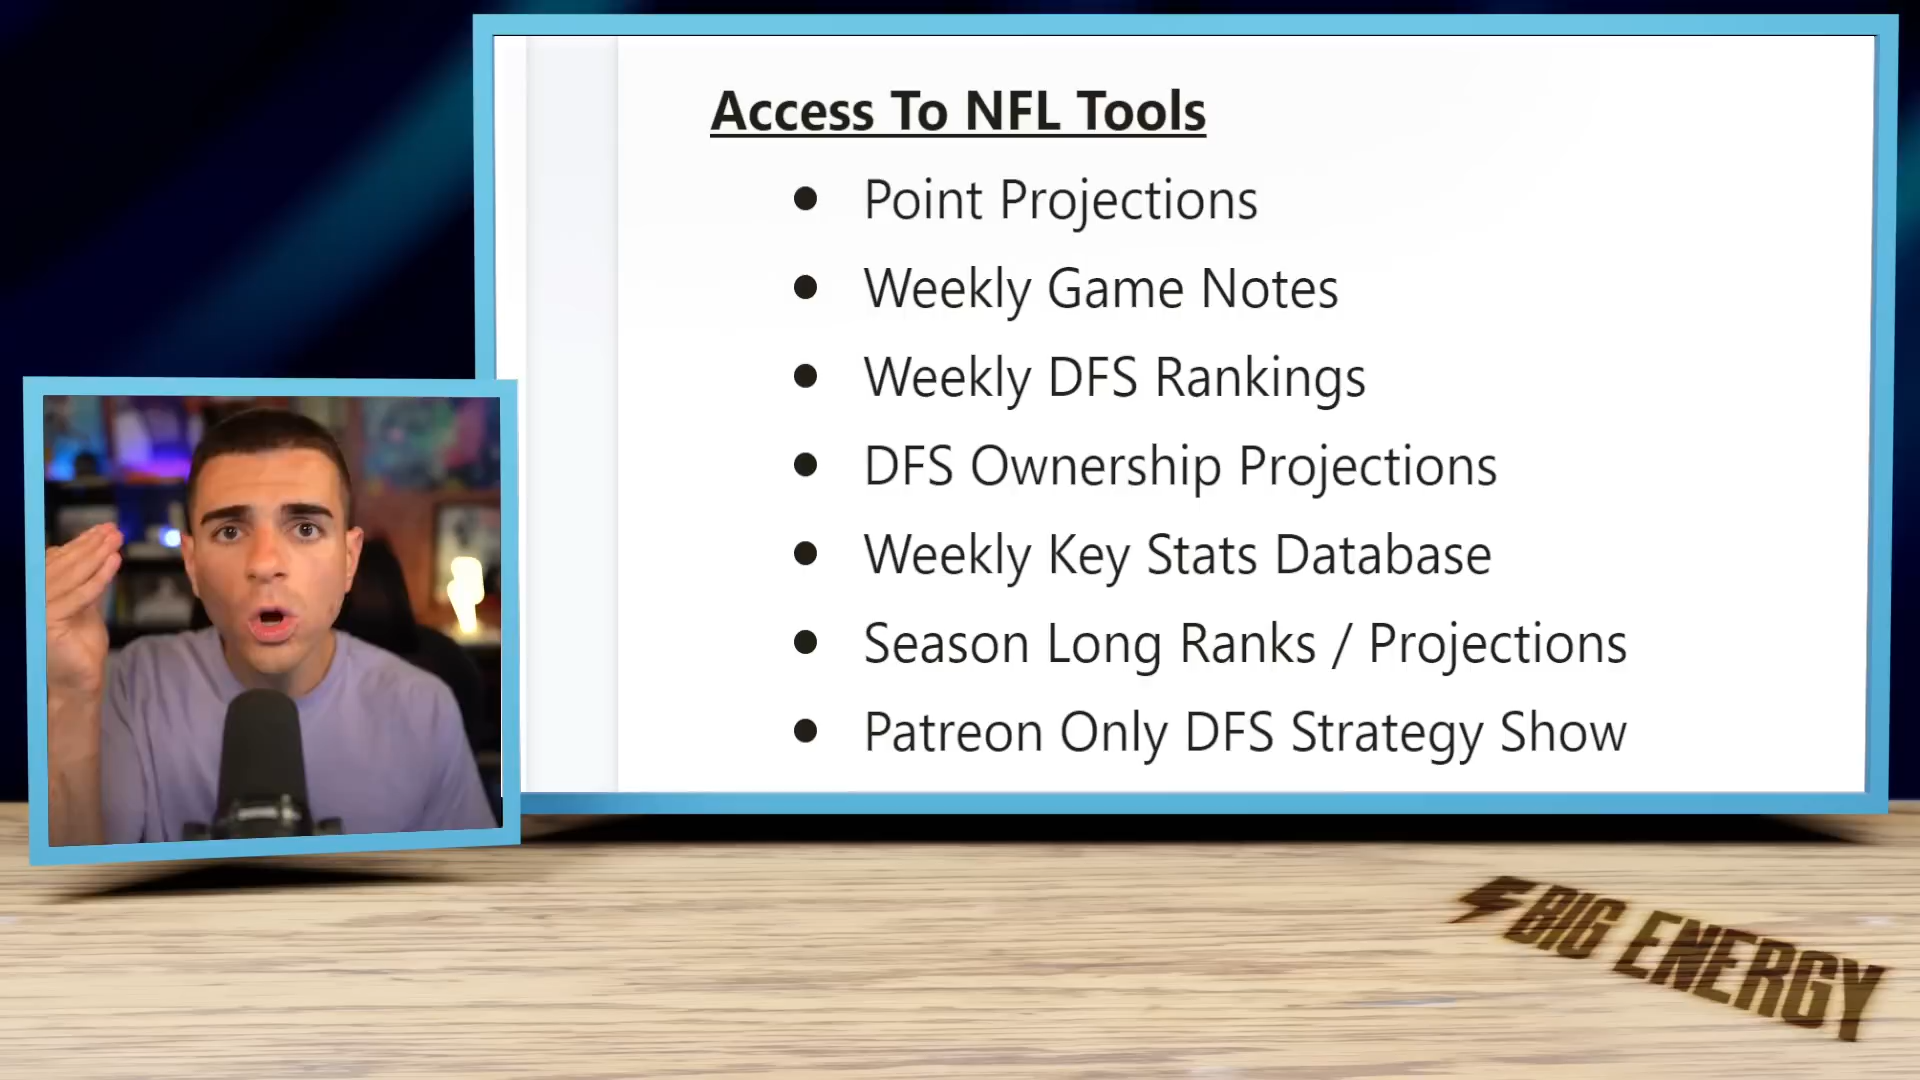 Access To NFL Tools
● Point Projections
● Weekly Game Notes
● Weekly DFS Rankings
● DFS Ownership Projections
● Weekly Key Stats Database
● Season Long Ranks / Projections
● Patreon Only DFS Strategy Show
BIG ENERGY